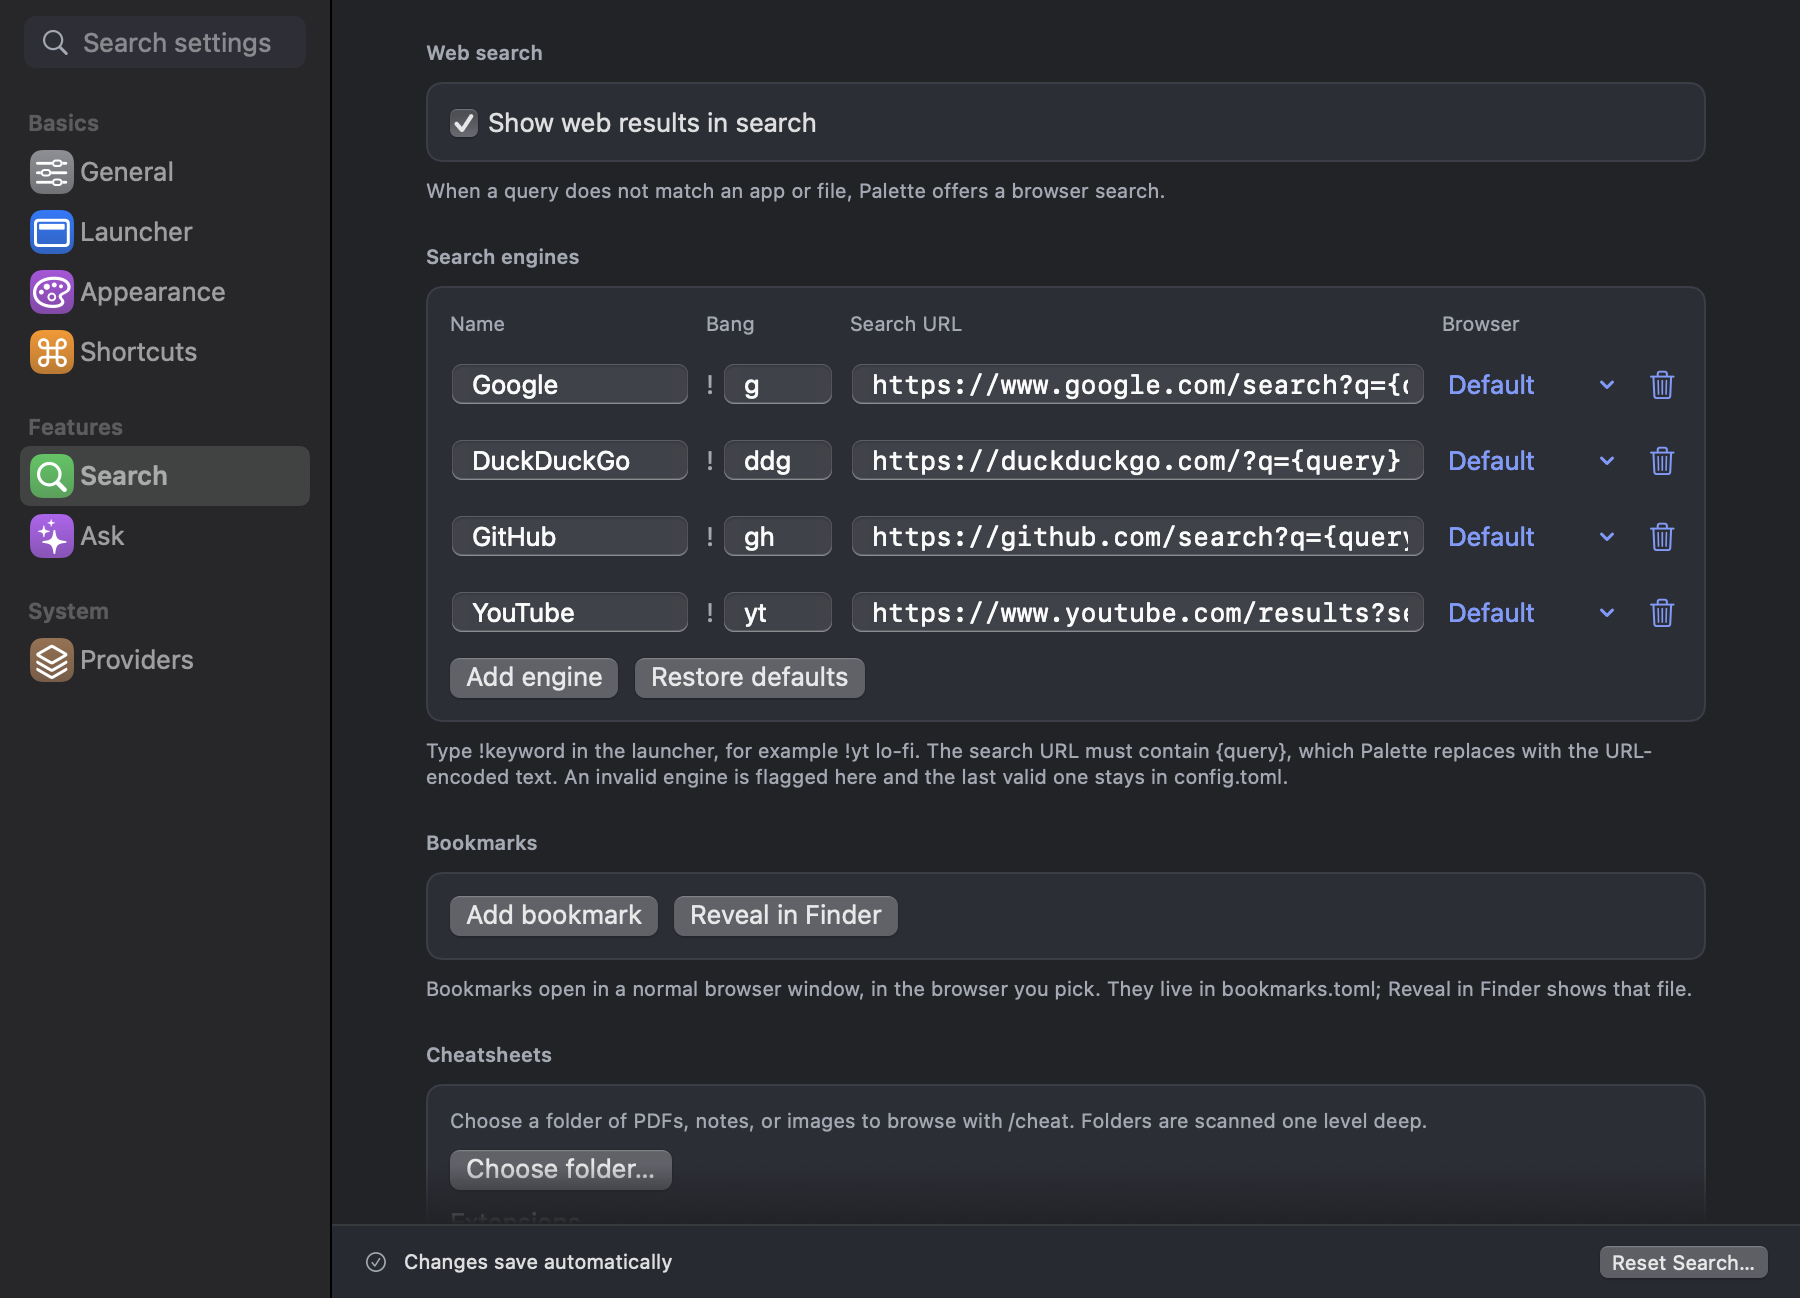 Search settings
Basics
General
Launcher
Appearance
Shortcuts
Features
Search
Ask
System
Providers
Web search
Show web results in search
When a query does not match an app or file, Palette offers a browser search.
Search engines
Name Bang Search URL Browser
Google ! g https://www.google.com/search?q={ Default
DuckDuckGo ! ddg https://duckduckgo.com/?q={query} Default
GitHub ! gh https://github.com/search?q={query Default
YouTube ! yt https://www.youtube.com/results?se Default
Add engine Restore defaults
Type !keyword in the launcher, for example !yt lo-fi. The search URL must contain {query}, which Palette replaces with the URL-
encoded text. An invalid engine is flagged here and the last valid one stays in config.toml.
Bookmarks
Add bookmark Reveal in Finder
Bookmarks open in a normal browser window, in the browser you pick. They live in bookmarks.toml; Reveal in Finder shows that file.
Cheatsheets
Choose a folder of PDFs, notes, or images to browse with /cheat. Folders are scanned one level deep.
Choose folder...
Extensions
Changes save automatically
Reset Search...